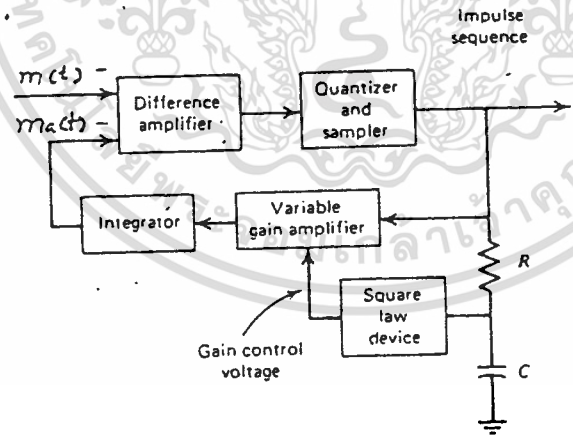 Impulse
sequence
m(t) -
ma(t) -
Difference
amplifier
Quantizer
and
sampler
Integrator
Variable
gain amplifier
R
Square
law
device
Gain control
voltage
C